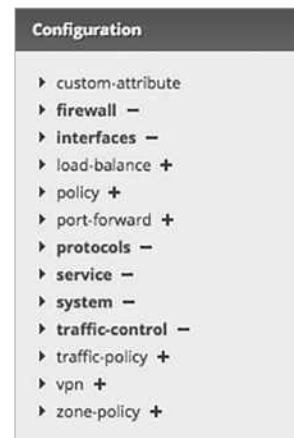 Configuration
custom-attribute
firewall −
interfaces −
load-balance +
policy +
port-forward +
protocols −
service −
system −
traffic-control −
traffic-policy +
vpn +
zone-policy +